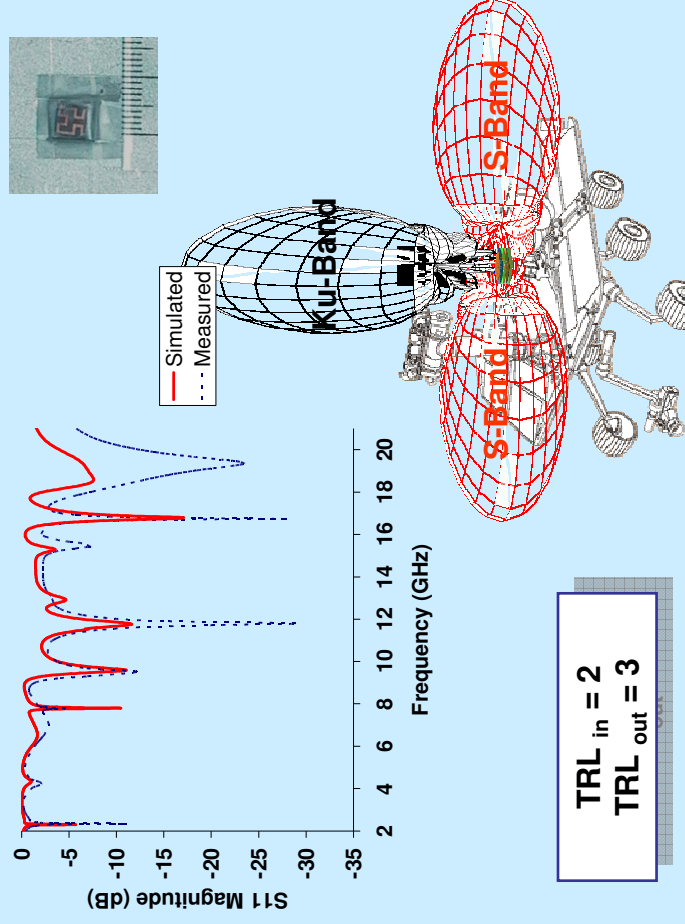 Ku-Band
S-Band
S-Band
Simulated
Measured
0
-5
-10
-15
-20
-25
-30
-35
S11 Magnitude (dB)
2 4 6 8 10 12 14 16 18 20
Frequency (GHz)
TRL in = 2
TRL out = 3
out